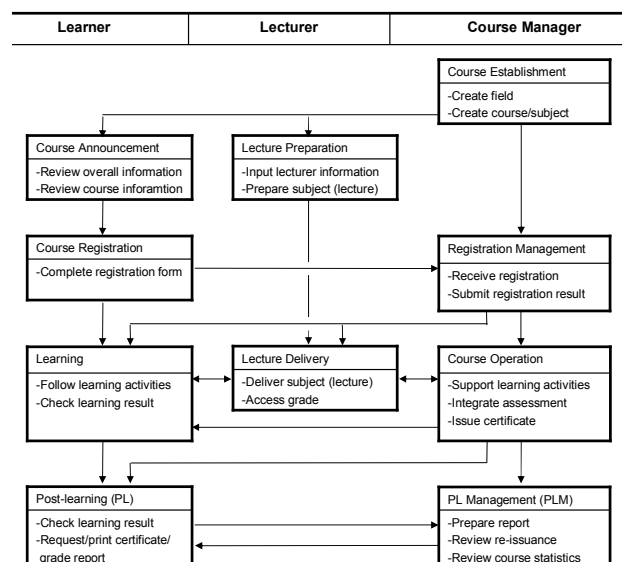 Learner
Lecturer
Course Manager
Course Establishment
-Create field
-Create course/subject
Course Announcement
-Review overall infomation
-Review course inforamtion
Lecture Preparation
-Input lecturer information
-Prepare subject (lecture)
Course Registration
-Complete registration form
Registration Management
-Receive registration
-Submit registration result
Learning
-Follow learning activities
-Check learning result
Lecture Delivery
-Deliver subject (lecture)
-Access grade
Course Operation
-Support learning activities
-Integrate assessment
-Issue certificate
Post-learning (PL)
-Check learning result
-Request/print certificate/
grade report
PL Management (PLM)
-Prepare report
-Review re-issuance
-Review course statistics